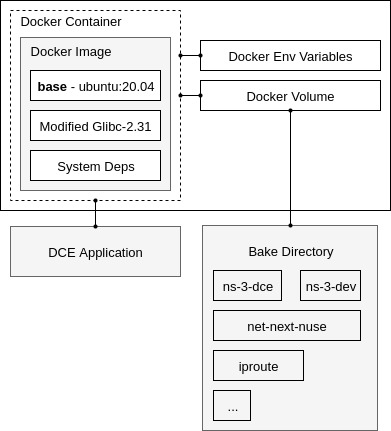 Docker Container
Docker Image
base - ubuntu:20.04
Modified Glibc-2.31
System Deps
Docker Env Variables
Docker Volume
DCE Application
Bake Directory
ns-3-dce
ns-3-dev
net-next-nuse
iproute
...